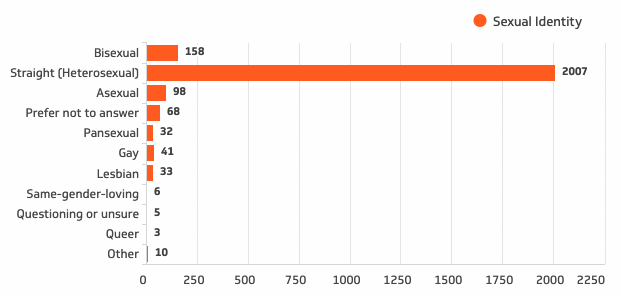 Sexual Identity
Bisexual 158
Straight (Heterosexual) 2007
Asexual 98
Prefer not to answer 68
Pansexual 32
Gay 41
Lesbian 33
Same-gender-loving 6
Questioning or unsure 5
Queer 3
Other 10
0 250 500 750 1000 1250 1500 1750 2000 2250